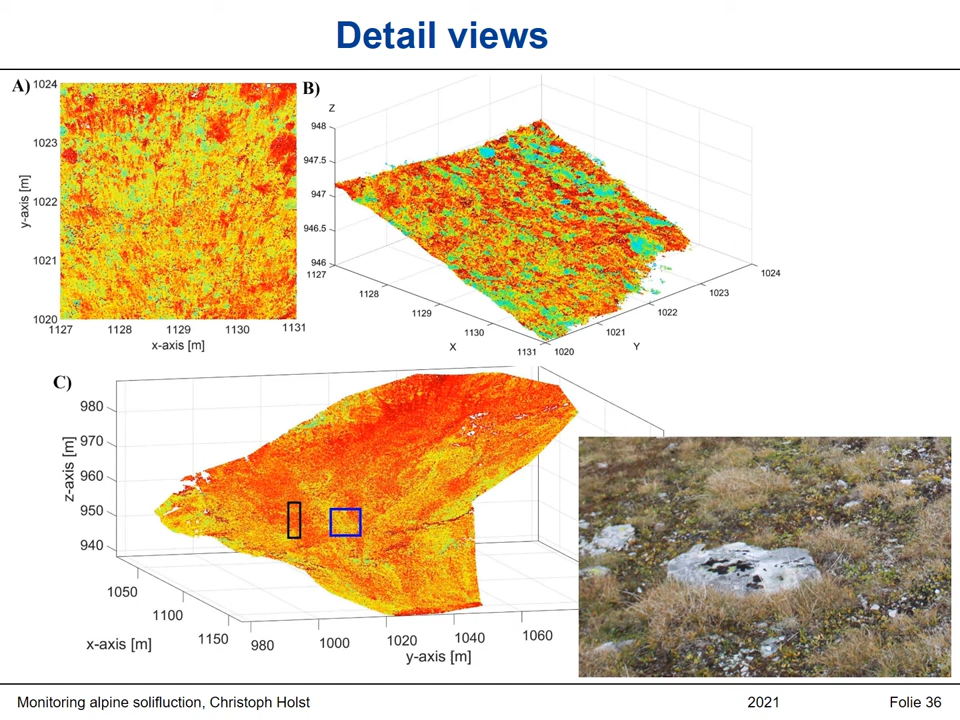 Detail views
A)
1024
1023
1022
1021
1020
y-axis [m]
1127 1128 1129 1130 1131
x-axis [m]
B)
Z
948
947.5
947
946.5
946
1127
1128
1129
1130
1131
X
1020
1021
1022
1023
1024
Y
C)
980
970
960
950
940
z-axis [m]
1050
1100
1150
x-axis [m]
980 1000 1020 1040 1060
y-axis [m]
Monitoring alpine solifluction, Christoph Holst 2021 Folie 36